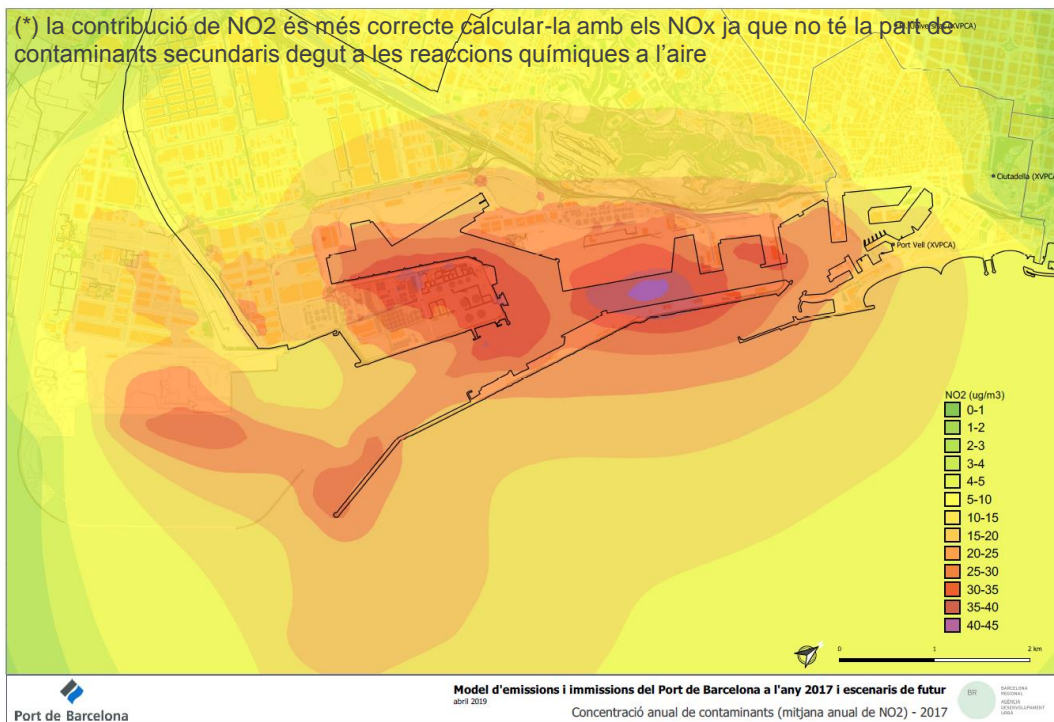 (*) la contribució de NO2 és més correcte calcular-la amb els NOx ja que no té la part de
contaminants secundaris degut a les reaccions químiques a l'aire
(XVPCA)
Ciutadella (XVPCA
Port Vell (XVPCA)
NO2 (ug/m3)
0-1
1-2
2-3
3-4
4-5
5-10
10-15
15-20
20-25
25-30
30-35
35-40
40-45
0 1 2 km
Port de Barcelona
Model d'emissions i immissions del Port de Barcelona a l'any 2017 i escenaris de futur
abril 2019
Concentració anual de contaminants (mitjana anual de NO2) - 2017
BR
BARCELONA
REGIONAL
AGÈNCIA
DESENVOLUPAMENT
URBÀ